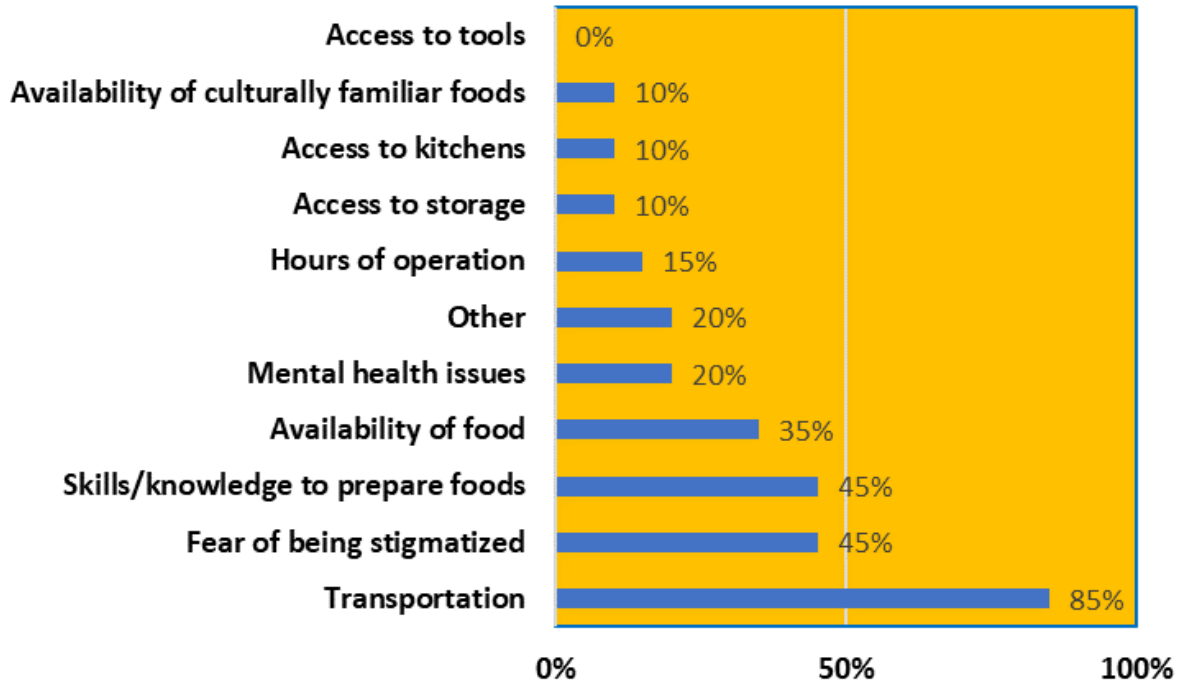 Access to tools 0%
Availability of culturally familiar foods 10%
Access to kitchens 10%
Access to storage 10%
Hours of operation 15%
Other 20%
Mental health issues 20%
Availability of food 35%
Skills/knowledge to prepare foods 45%
Fear of being stigmatized 45%
Transportation 85%
0% 50% 100%